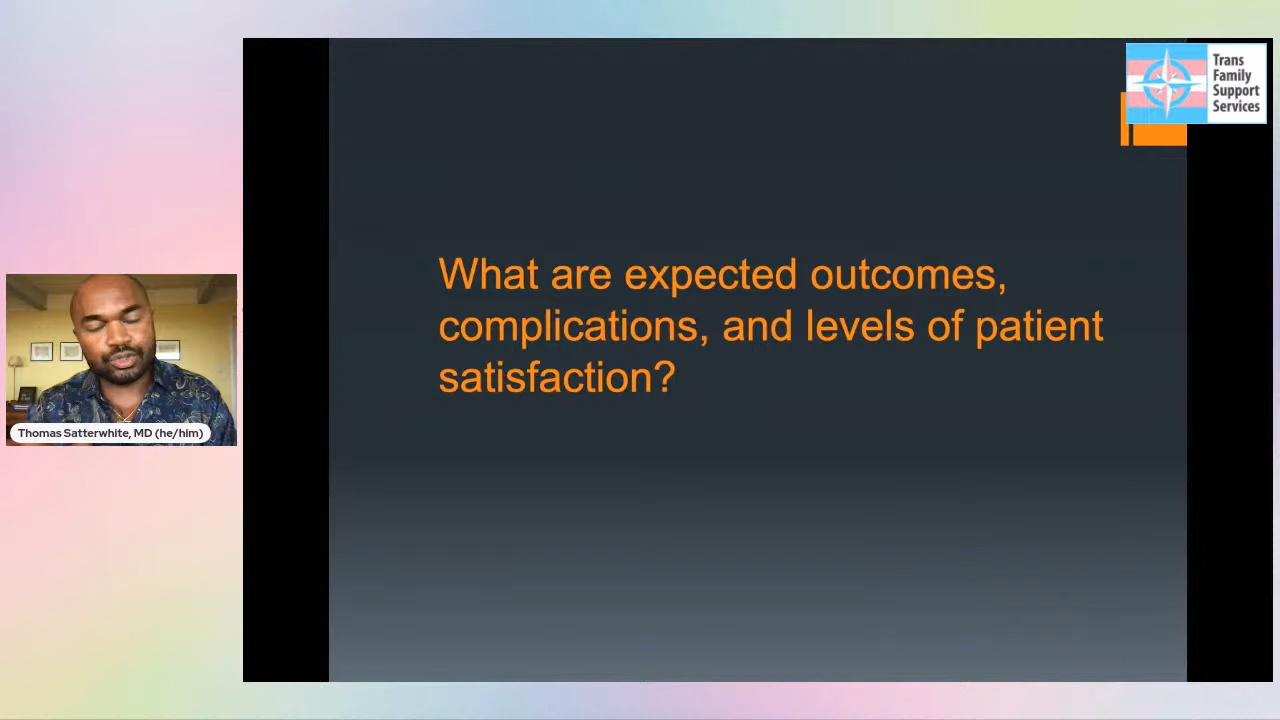 Trans
Family
Support
Services
What are expected outcomes,
complications, and levels of patient
satisfaction?
Thomas Satterwhite, MD (he/him)